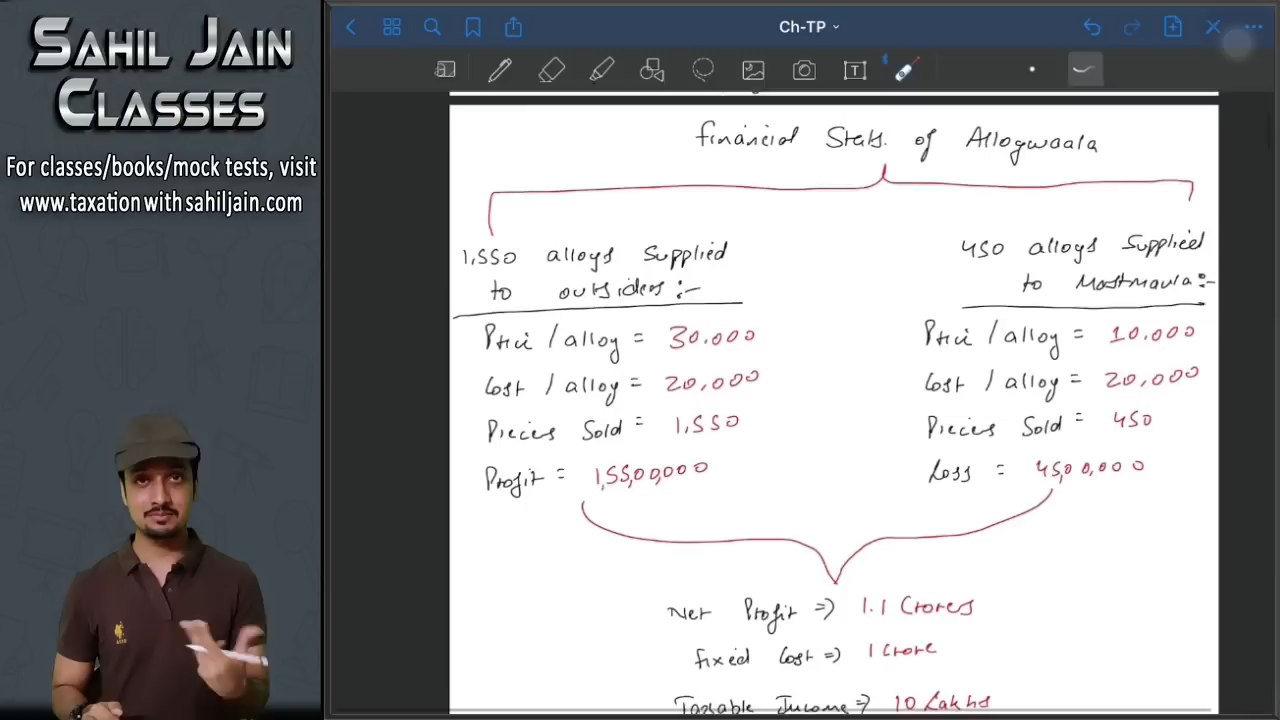 SAHIL JAIN
CLASSES
For classes/books/mock tests, visit
www.taxationwithsahiljain.com
Ch-TP
T
Financial Stats. of Alloywaala
1,550 alloys supplied
to outsiders :-
Price / alloy = 30,000
Cost / alloy = 20,000
Pieces Sold = 1,550
Profit = 1,55,00,000
450 alloys supplied
to Mastmaula :-
Price / alloy = 10,000
Cost / alloy = 20,000
Pieces Sold = 450
Loss = 45,00,000
Net Profit => 1.1 Crores
Fixed Cost => 1 Crore
Taxable Income => 10 Lakhs